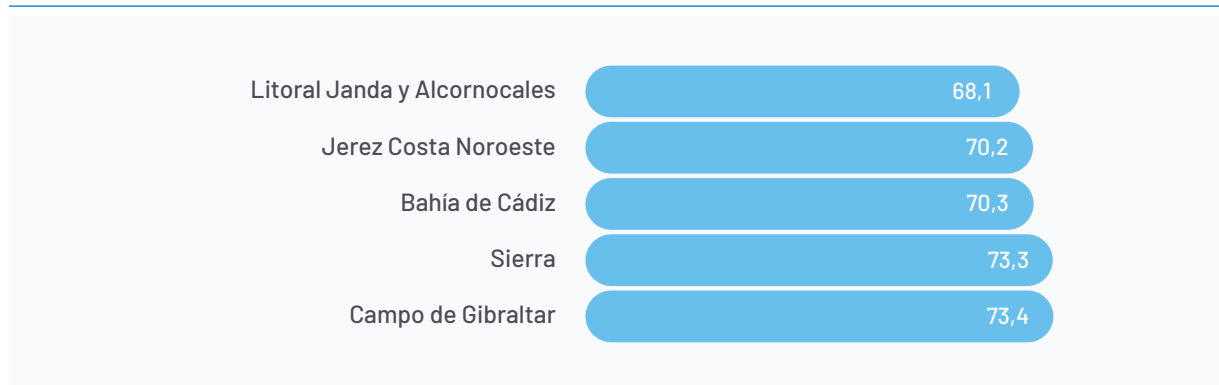 Litoral Janda y Alcornocales 68,1
Jerez Costa Noroeste 70,2
Bahía de Cádiz 70,3
Sierra 73,3
Campo de Gibraltar 73,4